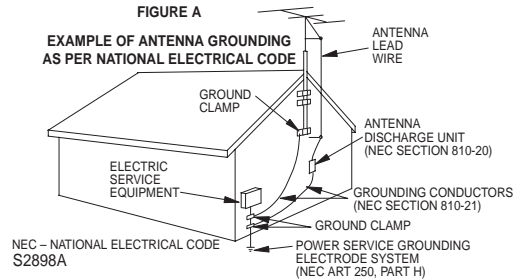 FIGURE A
EXAMPLE OF ANTENNA GROUNDING
AS PER NATIONAL ELECTRICAL CODE
ANTENNA
LEAD
WIRE
GROUND
CLAMP
ANTENNA
DISCHARGE UNIT
(NEC SECTION 810-20)
ELECTRIC
SERVICE
EQUIPMENT
GROUNDING CONDUCTORS
(NEC SECTION 810-21)
GROUND CLAMP
POWER SERVICE GROUNDING
ELECTRODE SYSTEM
(NEC ART 250, PART H)
NEC – NATIONAL ELECTRICAL CODE
S2898A